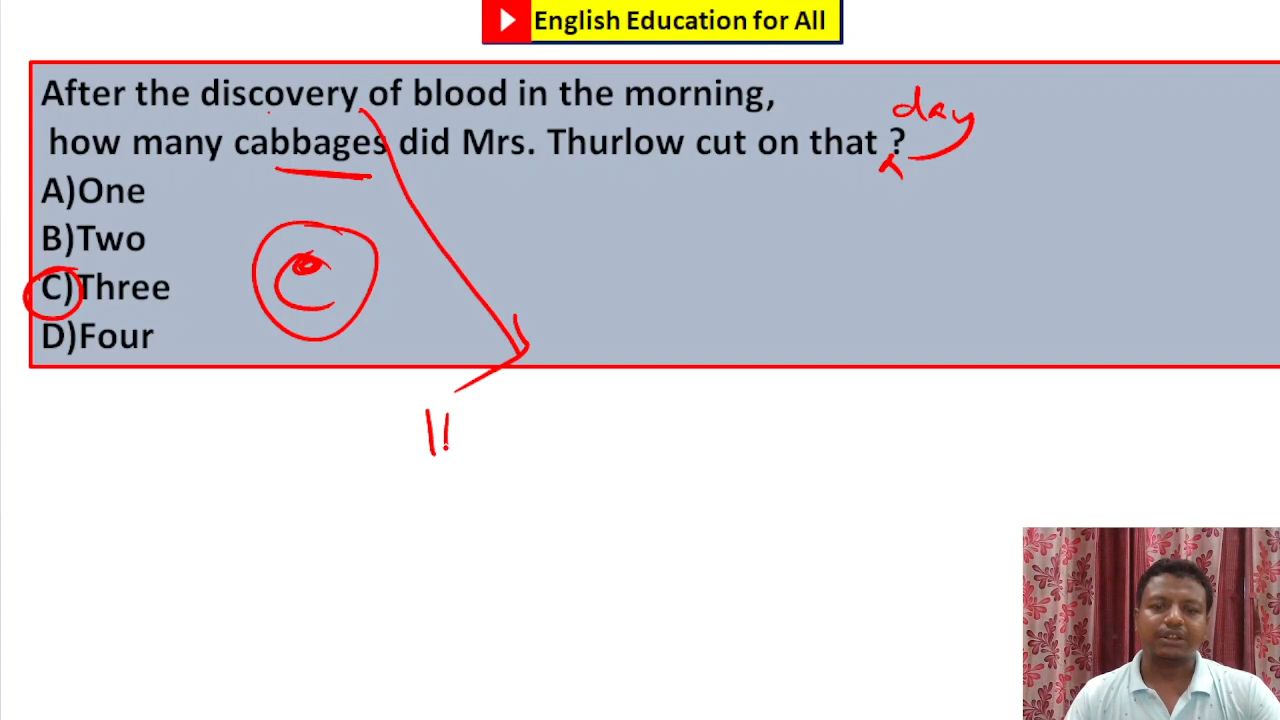 English Education for All
After the discovery of blood in the morning,
day
how many cabbages did Mrs. Thurlow cut on that ?
A)One
B)Two
C)Three
D)Four